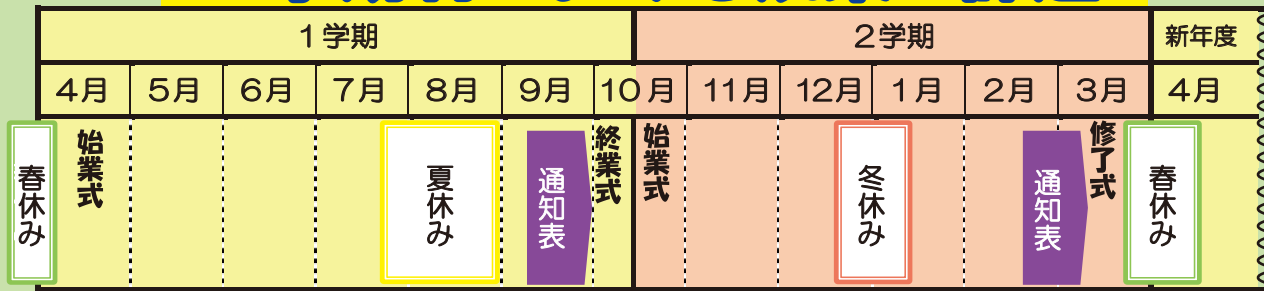 1学期
2学期
新年度
4月
5月
6月
7月
8月
9月
10月
11月
12月
1月
2月
3月
4月
春休み
始業式
夏休み
通知表
終業式
始業式
冬休み
通知表
修了式
春休み